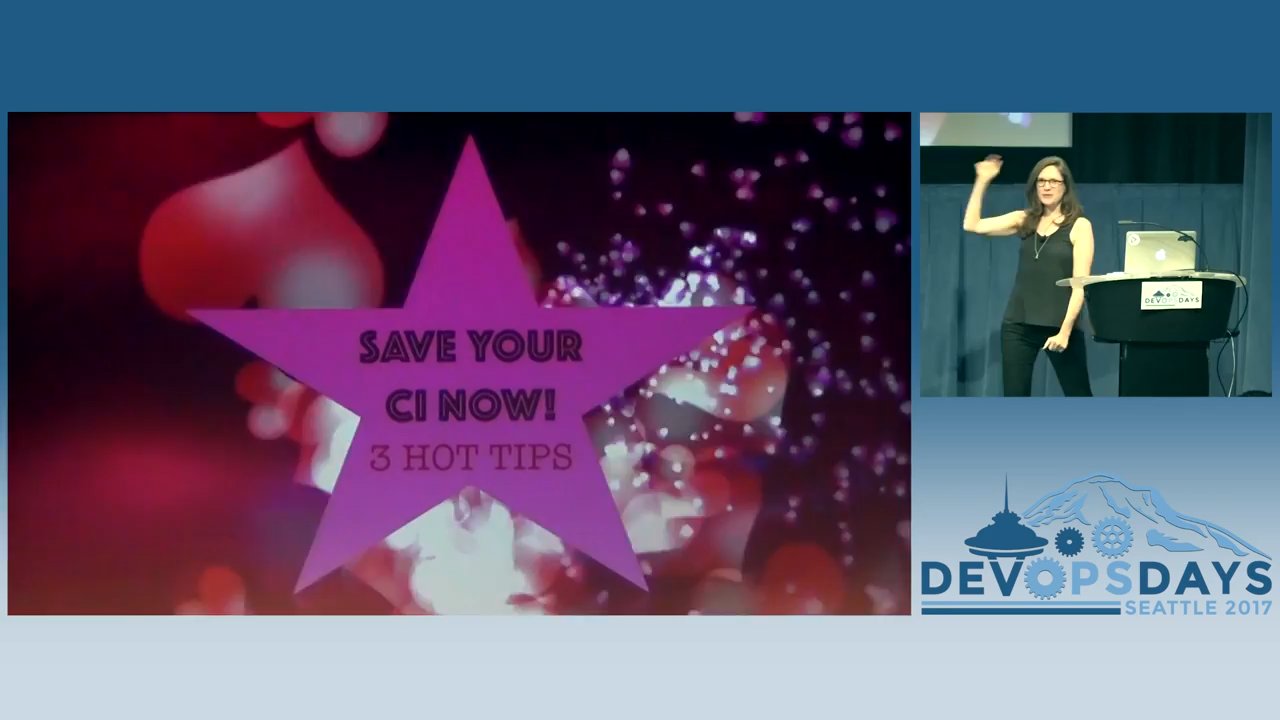 SAVE YOUR
CI NOW!
3 HOT TIPS
DEVOPSDAYS
DEVOPSDAYS
SEATTLE 2017